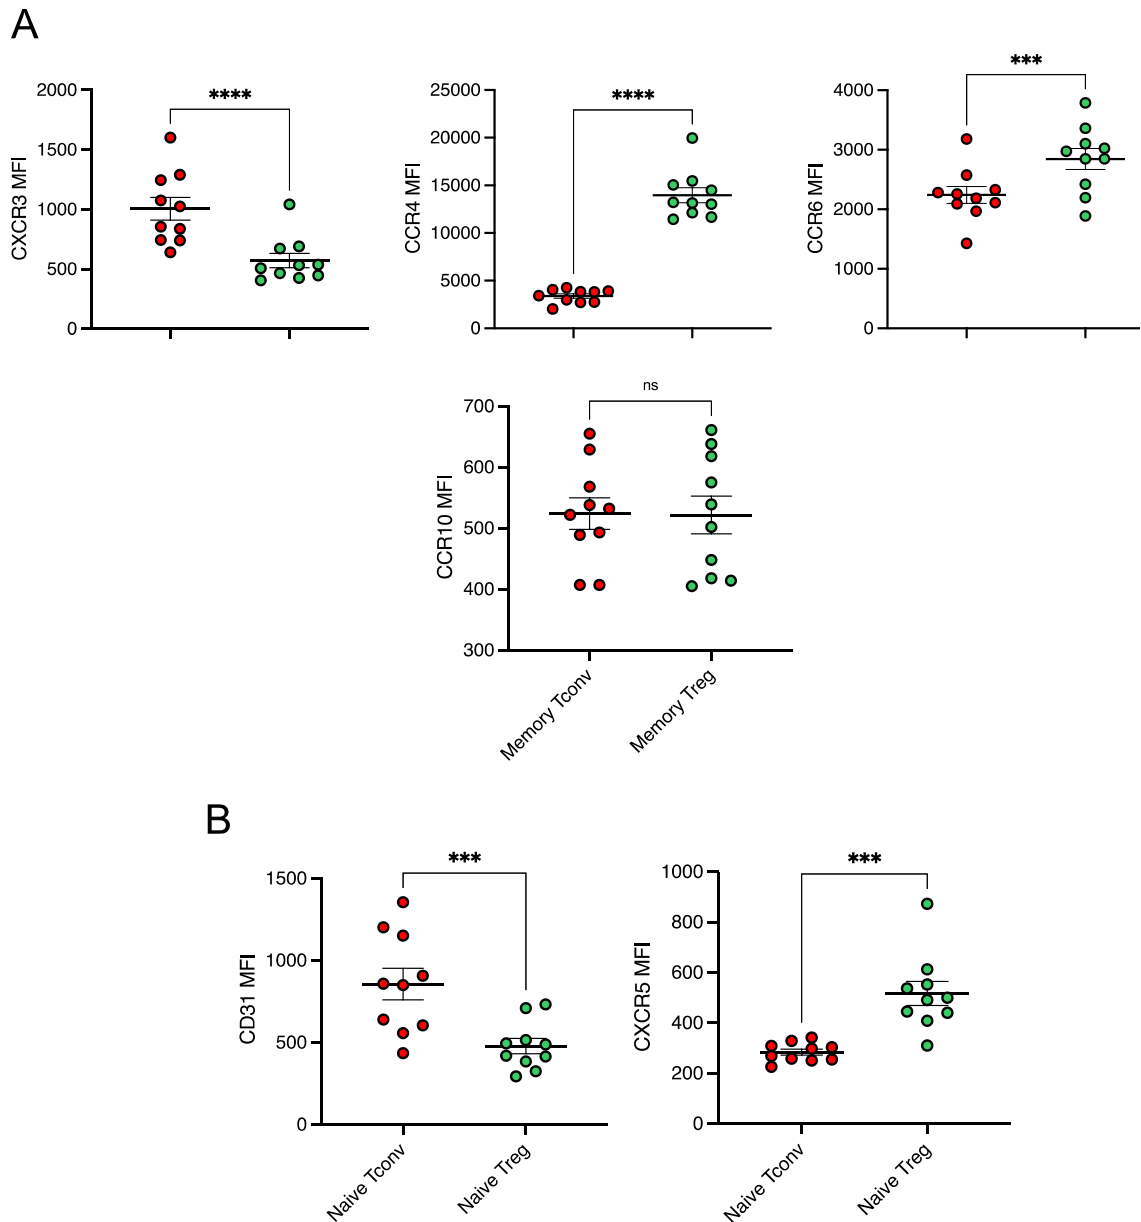 A
CXCR3 MFI
2000
1500
1000
500
0
****
CCR4 MFI
25000
20000
15000
10000
5000
0
****
CCR6 MFI
4000
3000
2000
1000
0
***
CCR10 MFI
700
600
500
400
300
ns
Memory Tconv
Memory Treg
B
CD31 MFI
1500
1000
500
0
***
Naive Tconv
Naive Treg
CXCR5 MFI
1000
800
600
400
200
0
***
Naive Tconv
Naive Treg